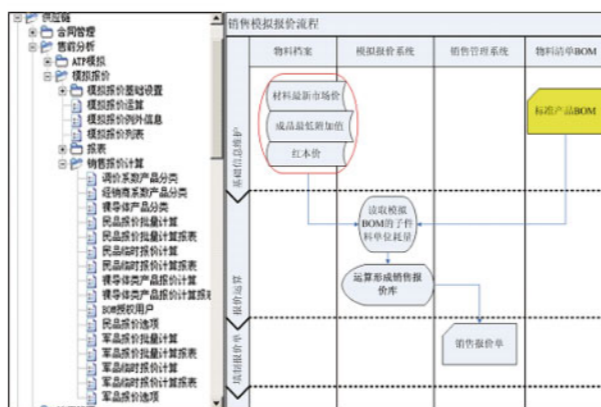 供应链
合同管理
售前分析
ATP模拟
模拟报价
模拟报价基础设置
模拟报价运算
模拟报价例外信息
模拟报价列表
报表
销售报价计算
调价系数产品分类
经销商系数产品分类
裸导体产品分类
民品报价批量计算
民品报价批量计算报表
民品临时报价计算
民品临时报价计算报表
裸导体类产品报价计算
裸导体类产品报价计算报
BOM授权用户
民品报价选项
军品报价批量计算
军品报价批量计算报表
军品临时报价计算
军品临时报价计算报表
军品报价选项
销售模拟报价流程
物料档案
模拟报价系统
销售管理系统
物料清单BOM
基础信息维护
材料最新市场价
成品最低附加值
红本价
标准产品BOM
报价运算
读取模拟
BOM的子件
料单位耗量
运算形成销售报
价库
填制报价单
销售报价单